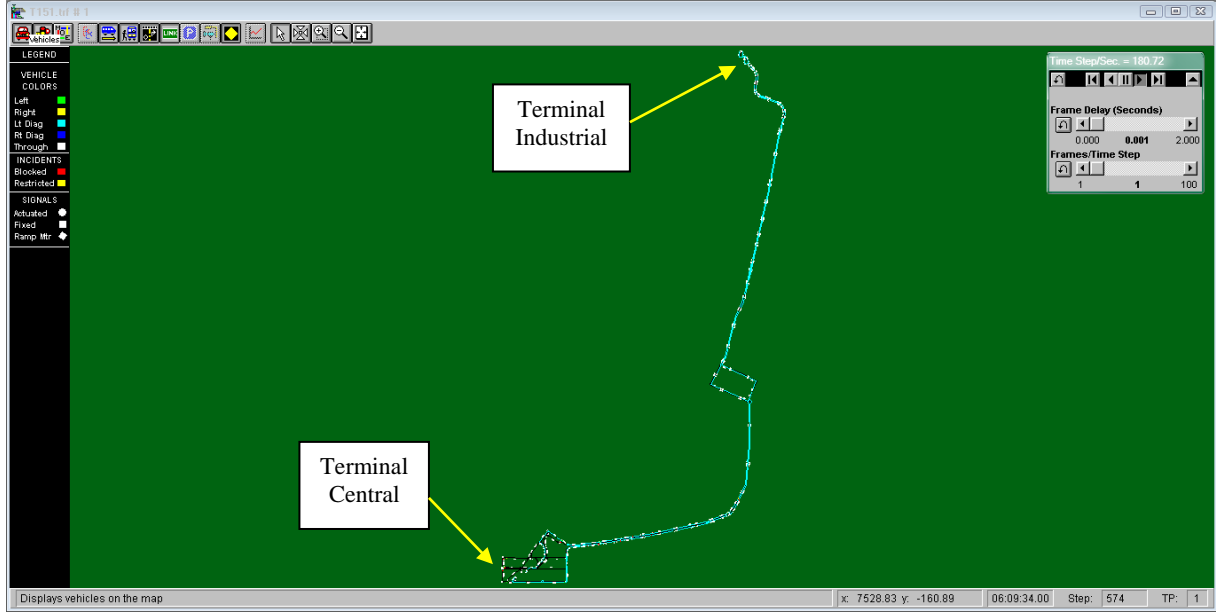 T151.tif # 1
Vehicles
LINK
P
LEGEND
VEHICLE
COLORS
Left
Right
Lt Diag
Rt Diag
Through
INCIDENTS
Blocked
Restricted
SIGNALS
Actuated
Fixed
Ramp Mtr
Terminal
Industrial
Terminal
Central
Time Step/Sec. = 180.72
Frame Delay (Seconds)
0.000 0.001 2.000
Frames/Time Step
1 1 100
Displays vehicles on the map
x: 7528.83 y: -160.89
06:09:34.00
Step: 574
TP: 1